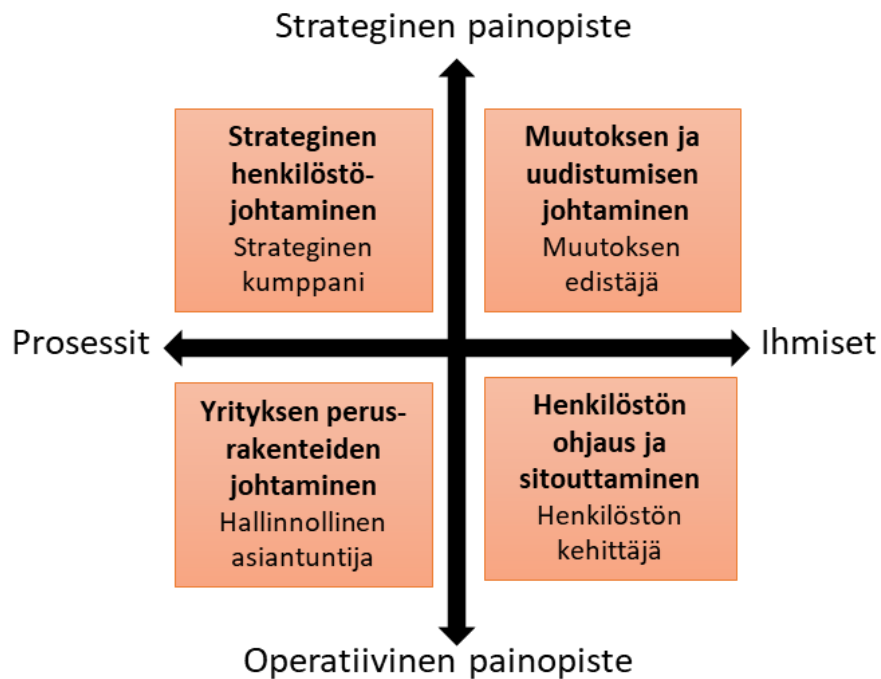 Strateginen painopiste
Strateginen
henkilöstö-
johtaminen
Strateginen
kumppani
Muutoksen ja
uudistumisen
johtaminen
Muutoksen
edistäjä
Prosessit
Ihmiset
Yrityksen perus-
rakenteiden
johtaminen
Hallinnollinen
asiantuntija
Henkilöstön
ohjaus ja
sitouttaminen
Henkilöstön
kehittäjä
Operatiivinen painopiste